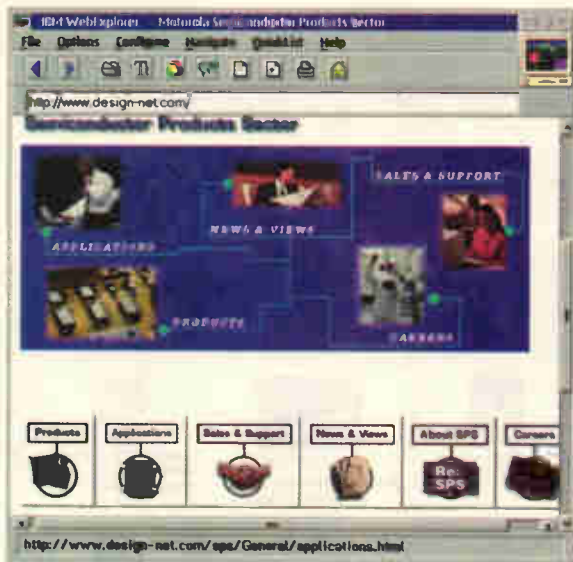 IBM WebExplorer - Motorola Semiconductor Products Sector
File Options Configure Navigate QuickList Help
http://www.design-net.com/
Semiconductor Products Sector
SALES & SUPPORT
NEWS & VIEWS
APPLICATIONS
PRODUCTS
CAREERS
Products Applications Sales & Support News & Views About SPS Careers
Re:
SPS
http://www.design-net.com/sps/General/applications.html